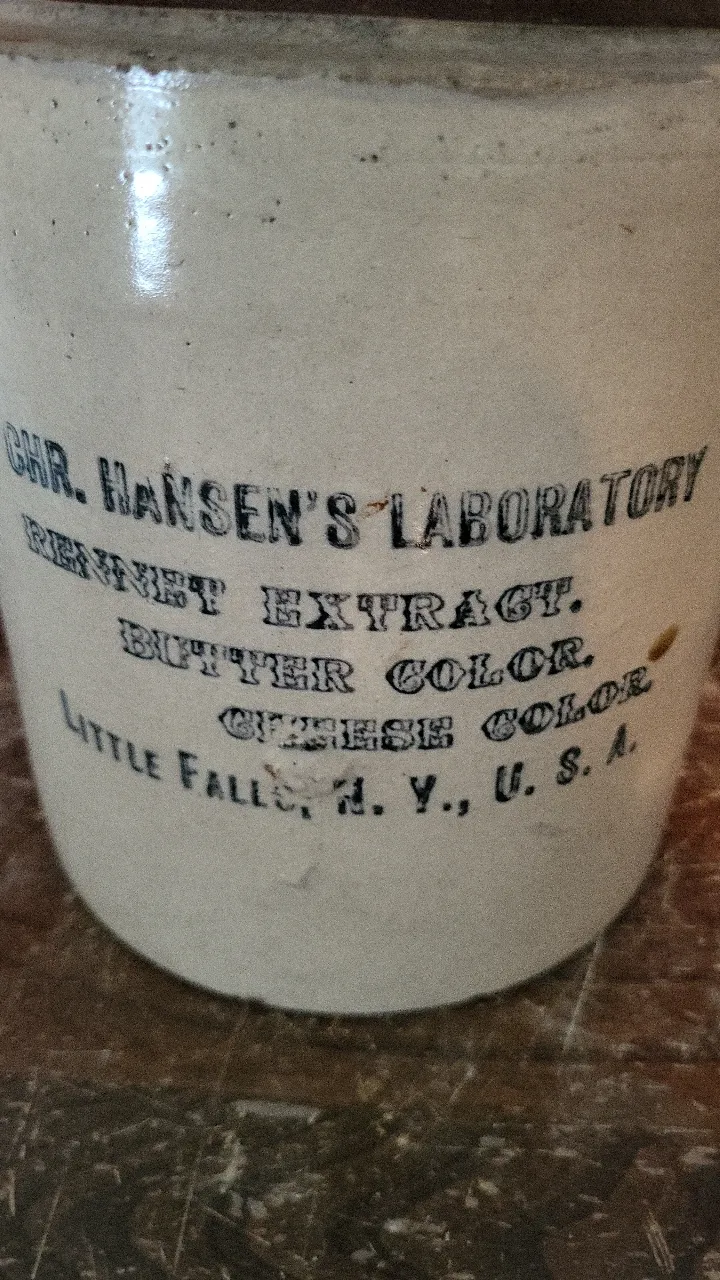 CHR. HANSEN'S LABORATORY
RENNET EXTRACT.
BUTTER COLOR.
CHEESE COLOR.
LITTLE FALLS, N. Y., U. S. A.